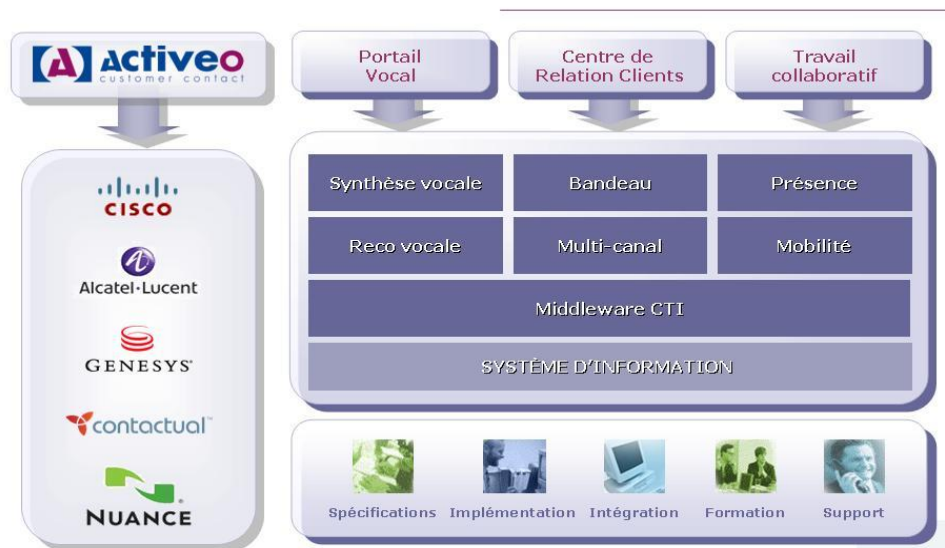 [A] ACTIVEO
customer contact
Portail
Vocal
Centre de
Relation Clients
Travail
collaboratif
CISCO
Alcatel·Lucent
GENESYS®
contactual™
NUANCE®
Synthèse vocale
Bandeau
Présence
Reco vocale
Multi-canal
Mobilité
Middleware CTI
SYSTÈME D'INFORMATION
Spécifications
Implémentation
Intégration
Formation
Support